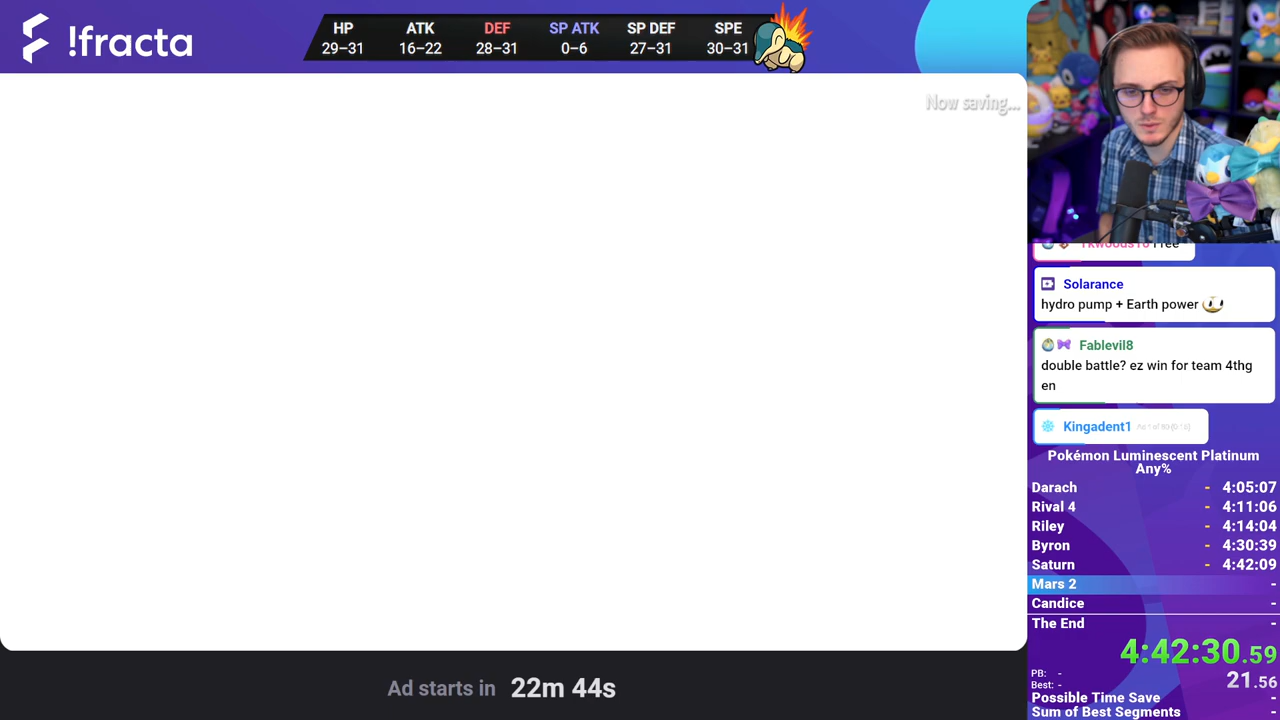 !fracta
HP ATK DEF SP ATK SP DEF SPE
29–31 16–22 28–31 0–6 27–31 30–31
Now saving...
Solarance
hydro pump + Earth power
Fablevil8
double battle? ez win for team 4thg
en
Kingadent1
Pokémon Luminescent Platinum
Any%
Darach - 4:05:07
Rival 4 - 4:11:06
Riley - 4:14:04
Byron - 4:30:39
Saturn - 4:42:09
Mars 2 -
Candice -
The End -
4:42:30.59
PB: -
Best: -
21.56
Possible Time Save -
Sum of Best Segments -
Ad starts in 22m 44s